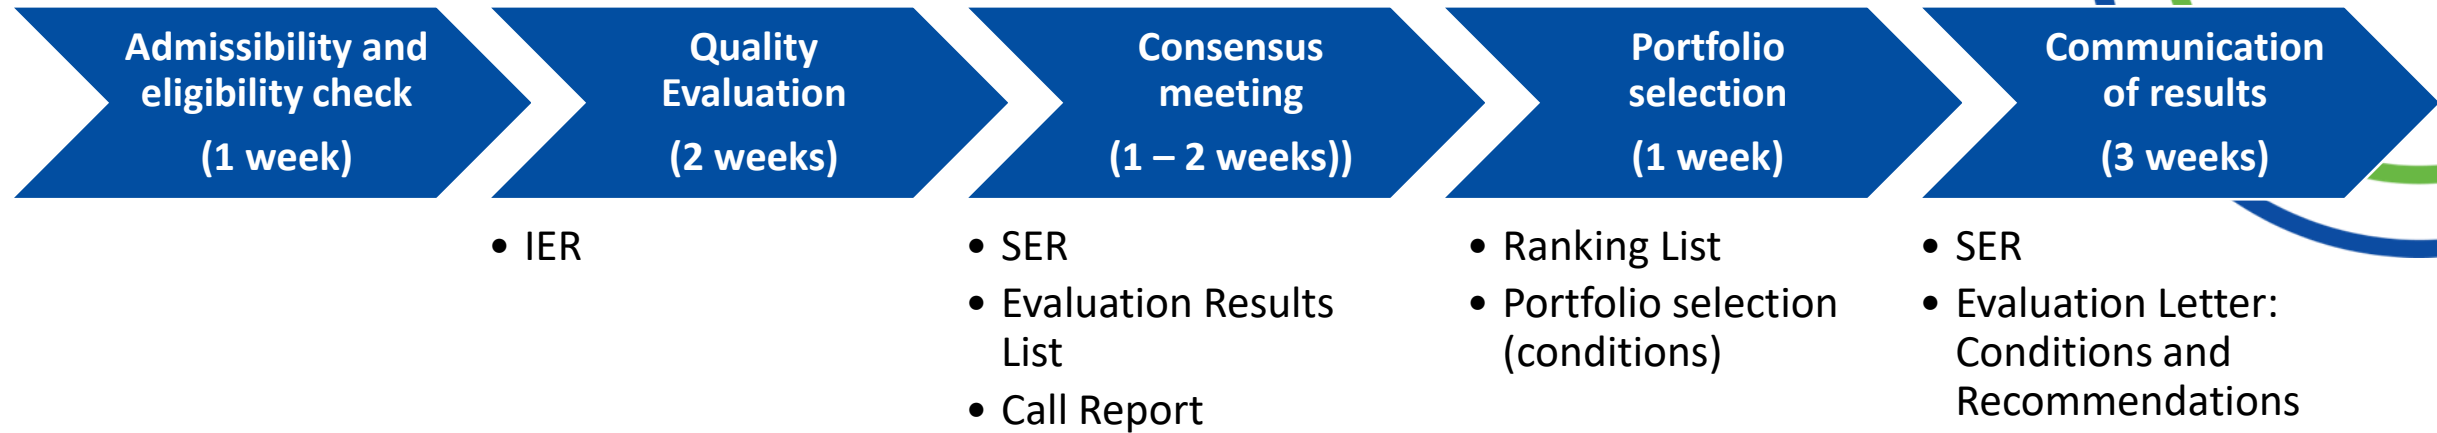 Admissibility and
eligibility check
(1 week)
Quality
Evaluation
(2 weeks)
Consensus
meeting
(1 – 2 weeks))
Portfolio
selection
(1 week)
Communication
of results
(3 weeks)
• IER
• SER
• Evaluation Results
List
• Call Report
• Ranking List
• Portfolio selection
(conditions)
• SER
• Evaluation Letter:
Conditions and
Recommendations